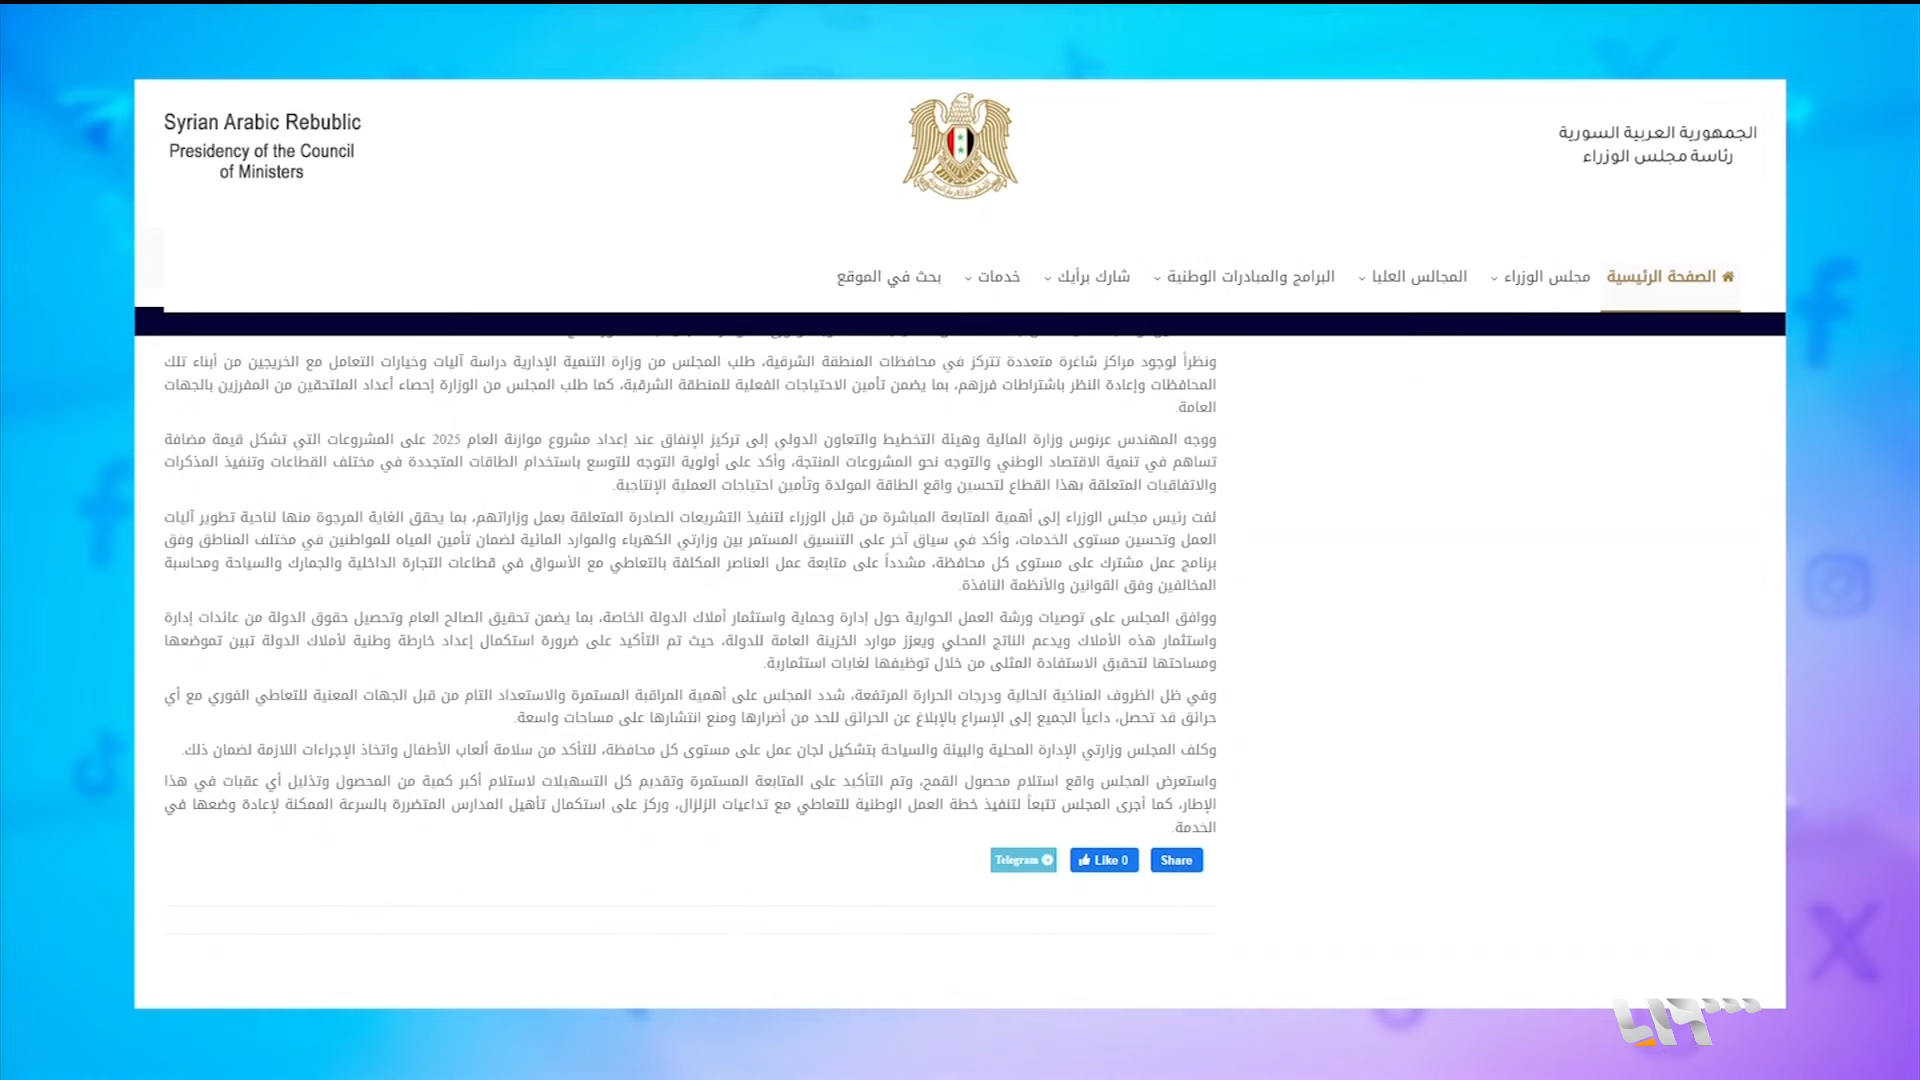 Syrian Arabic Rebublic
Presidency of the Council
of Ministers
الجمهورية العربية السورية
رئاسة مجلس الوزراء
الصفحة الرئيسية مجلس الوزراء المجالس العليا البرامج والمبادرات الوطنية شارك برأيك خدمات بحث في الموقع
ونظراً لوجود مراكز شاغرة متعددة تتركز في محافظات المنطقة الشرقية، طلب المجلس من وزارة التنمية الإدارية دراسة آليات وخيارات التعامل مع الخريجين من أبناء تلك
المحافظات وإعادة النظر باشتراطات فرزهم، بما يضمن تأمين الاحتياجات الفعلية للمنطقة الشرقية، كما طلب المجلس من الوزارة إحصاء أعداد الملتحقين من المفرزين بالجهات
العامة.
ووجه المهندس عرنوس وزارة المالية وهيئة التخطيط والتعاون الدولي إلى تركيز الإنفاق عند إعداد مشروع موازنة العام 2025 على المشروعات التي تشكل قيمة مضافة
تساهم في تنمية الاقتصاد الوطني والتوجه نحو المشروعات المنتجة، وأكد على أولوية التوجه للتوسع باستخدام الطاقات المتجددة في مختلف القطاعات وتنفيذ المذكرات
والاتفاقيات المتعلقة بهذا القطاع لتحسين واقع الطاقة المولدة وتأمين احتياجات العملية الإنتاجية.
لفت رئيس مجلس الوزراء إلى أهمية المتابعة المباشرة من قبل الوزراء لتنفيذ التشريعات الصادرة المتعلقة بعمل وزاراتهم، بما يحقق الغاية المرجوة منها لناحية تطوير آليات
العمل وتحسين مستوى الخدمات، وأكد في سياق آخر على التنسيق المستمر بين وزارتي الكهرباء والموارد المائية لضمان تأمين المياه للمواطنين في مختلف المناطق وفق
برنامج عمل مشترك على مستوى كل محافظة، مشدداً على متابعة عمل العناصر المكلفة بالتعاطي مع الأسواق في قطاعات التجارة الداخلية والجمارك والسياحة ومحاسبة
المخالفين وفق القوانين والأنظمة النافذة.
ووافق المجلس على توصيات ورشة العمل الحوارية حول إدارة وحماية واستثمار أملاك الدولة الخاصة، بما يضمن تحقيق الصالح العام وتحصيل حقوق الدولة من عائدات إدارة
واستثمار هذه الأملاك ويدعم الناتج المحلي ويعزز موارد الخزينة العامة للدولة، حيث تم التأكيد على ضرورة استكمال إعداد خارطة وطنية لأملاك الدولة تبين تموضعها
ومساحتها لتحقيق الاستفادة المثلى من خلال توظيفها لغايات استثمارية.
وفي ظل الظروف المناخية الحالية ودرجات الحرارة المرتفعة، شدد المجلس على أهمية المراقبة المستمرة والاستعداد التام من قبل الجهات المعنية للتعاطي الفوري مع أي
حرائق قد تحصل، داعياً الجميع إلى الإسراع بالإبلاغ عن الحرائق للحد من أضرارها ومنع انتشارها على مساحات واسعة.
وكلف المجلس وزارتي الإدارة المحلية والبيئة والسياحة بتشكيل لجان عمل على مستوى كل محافظة، للتأكد من سلامة ألعاب الأطفال واتخاذ الإجراءات اللازمة لضمان ذلك.
واستعرض المجلس واقع استلام محصول القمح، وتم التأكيد على المتابعة المستمرة وتقديم كل التسهيلات لاستلام أكبر كمية من المحصول وتذليل أي عقبات في هذا
الإطار، كما أجرى المجلس تتبعاً لتنفيذ خطة العمل الوطنية للتعاطي مع تداعيات الزلزال، وركز على استكمال تأهيل المدارس المتضررة بالسرعة الممكنة لإعادة وضعها في
الخدمة.
Telegram Like 0 Share